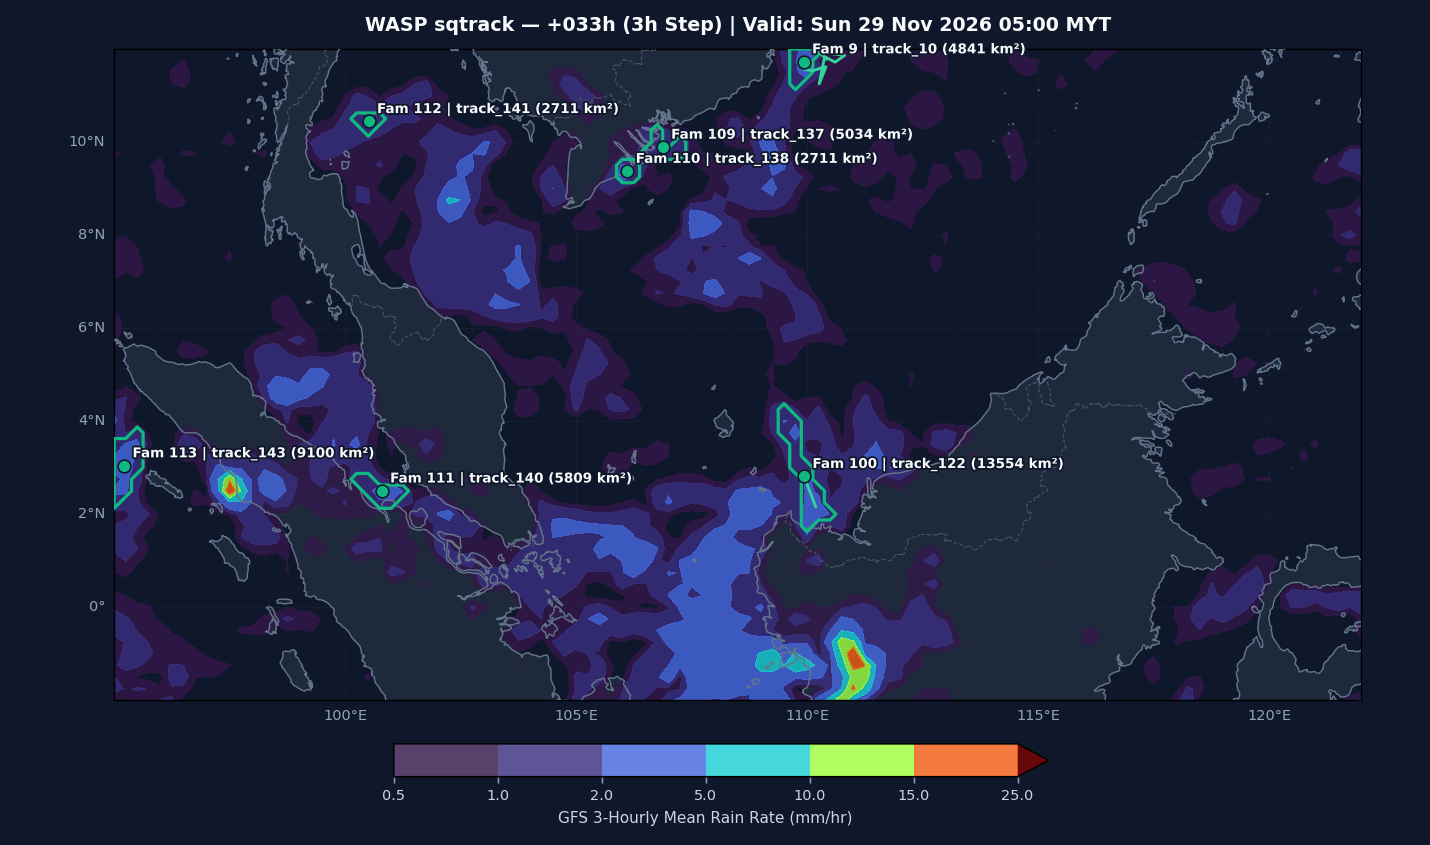 WASP sqtrack — +033h (3h Step) | Valid: Sun 29 Nov 2026 05:00 MYT
Fam 9 | track_10 (4841 km²)
Fam 112 | track_141 (2711 km²)
Fam 109 | track_137 (5034 km²)
Fam 110 | track_138 (2711 km²)
Fam 113 | track_143 (9100 km²)
Fam 100 | track_122 (13554 km²)
Fam 111 | track_140 (5809 km²)
10°N
8°N
6°N
4°N
2°N
0°
100°E 105°E 110°E 115°E 120°E
0.5 1.0 2.0 5.0 10.0 15.0 25.0
GFS 3-Hourly Mean Rain Rate (mm/hr)